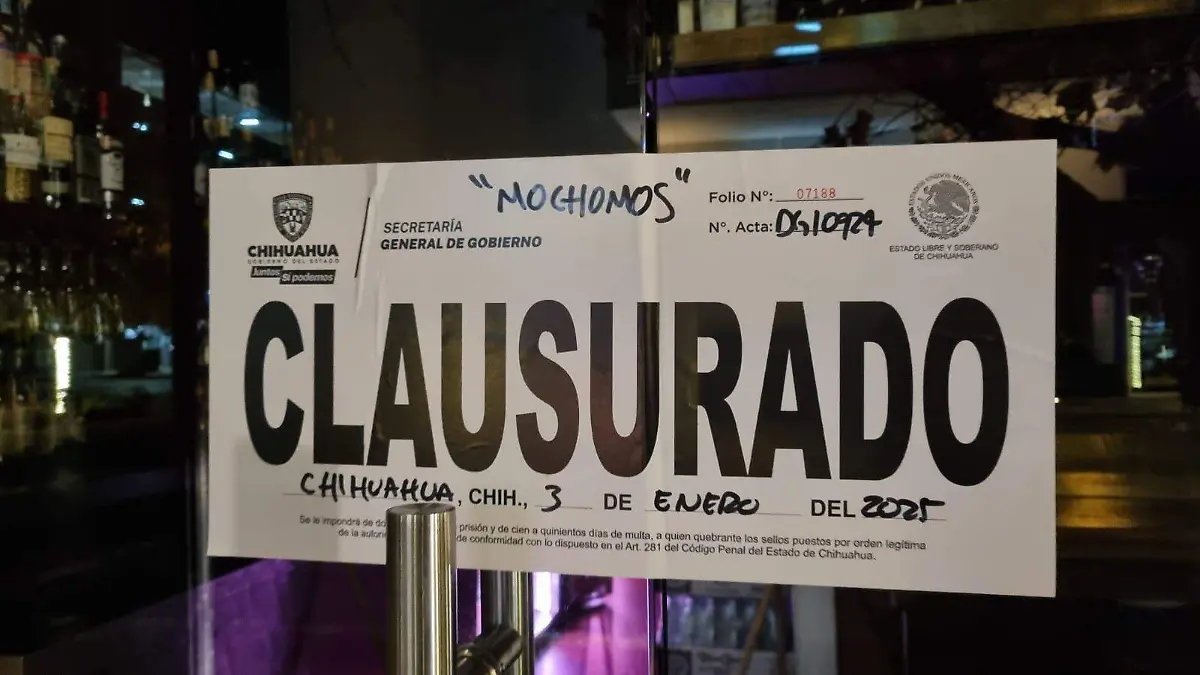 "MOCHOMOS"
Folio Nº: 07188
Nº. Acta: DG10924
CHIHUAHUA
GOBIERNO DEL ESTADO
Juntos Sí podemos
SECRETARÍA
GENERAL DE GOBIERNO
ESTADOS UNIDOS MEXICANOS
ESTADO LIBRE Y SOBERANO
DE CHIHUAHUA
CLAUSURADO
CHIHUAHUA, CHIH., 3 DE ENERO DEL 2025
Se le impondrá de prisión y de cien a quinientos días de multa, a quien quebrante los sellos puestos por orden legítima
de la de conformidad con lo dispuesto en el Art. 281 del Código Penal del Estado de Chihuahua.